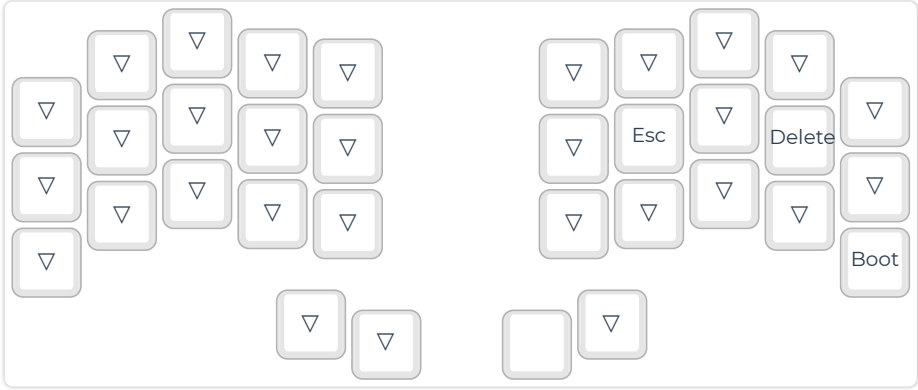 ▽ ▽ ▽ ▽ ▽ ▽ ▽ ▽ ▽ ▽
▽ ▽ ▽ ▽ ▽ ▽ Esc ▽ Delete ▽
▽ ▽ ▽ ▽ ▽ ▽ ▽ ▽ ▽ Boot
▽ ▽ ▽